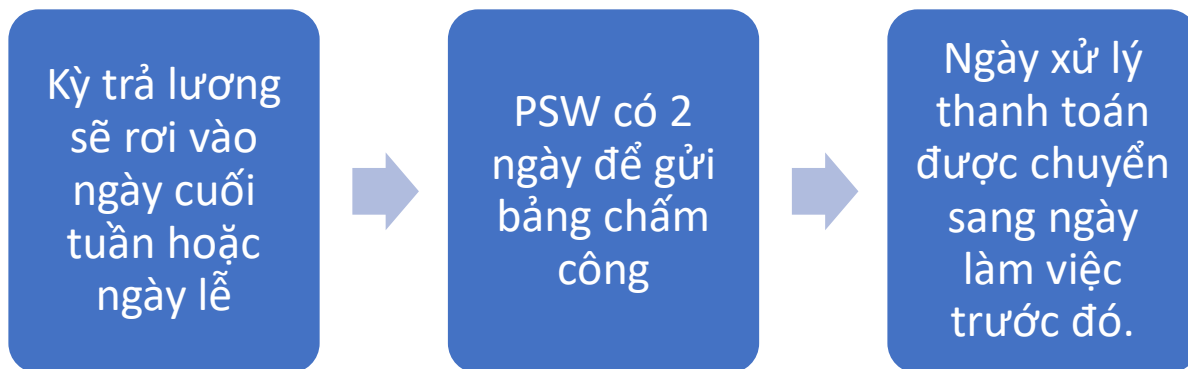 Kỳ trả lương
sẽ rơi vào
ngày cuối
tuần hoặc
ngày lễ
PSW có 2
ngày để gửi
bảng chấm
công
Ngày xử lý
thanh toán
được chuyển
sang ngày
làm việc
trước đó.